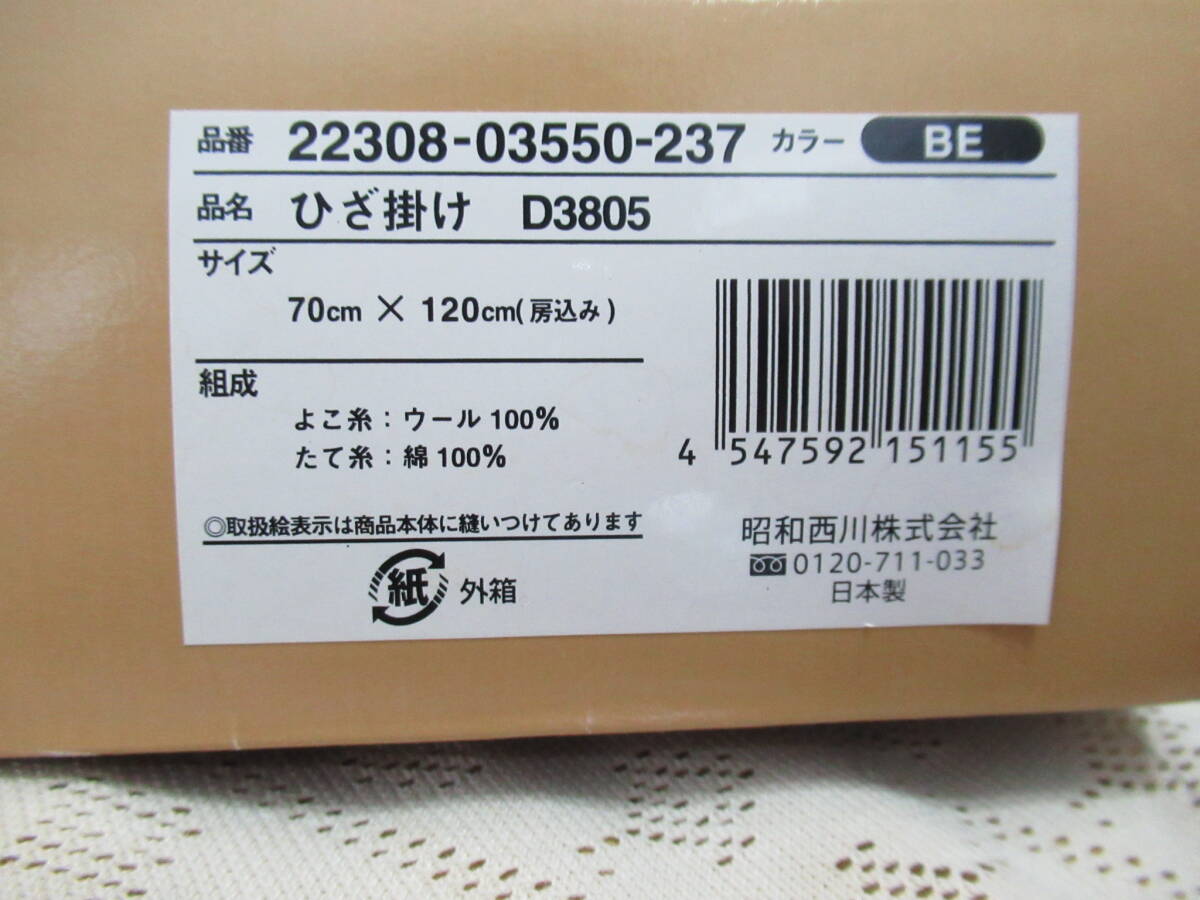 品番 22308-03550-237 カラー BE
品名 ひざ掛け D3805
サイズ
70cm × 120cm(房込み)
組成
よこ糸：ウール100%
たて糸：綿100%
4 547592 151155
◎取扱絵表示は商品本体に縫いつけてあります
昭和西川株式会社
0120-711-033
日本製
紙 外箱